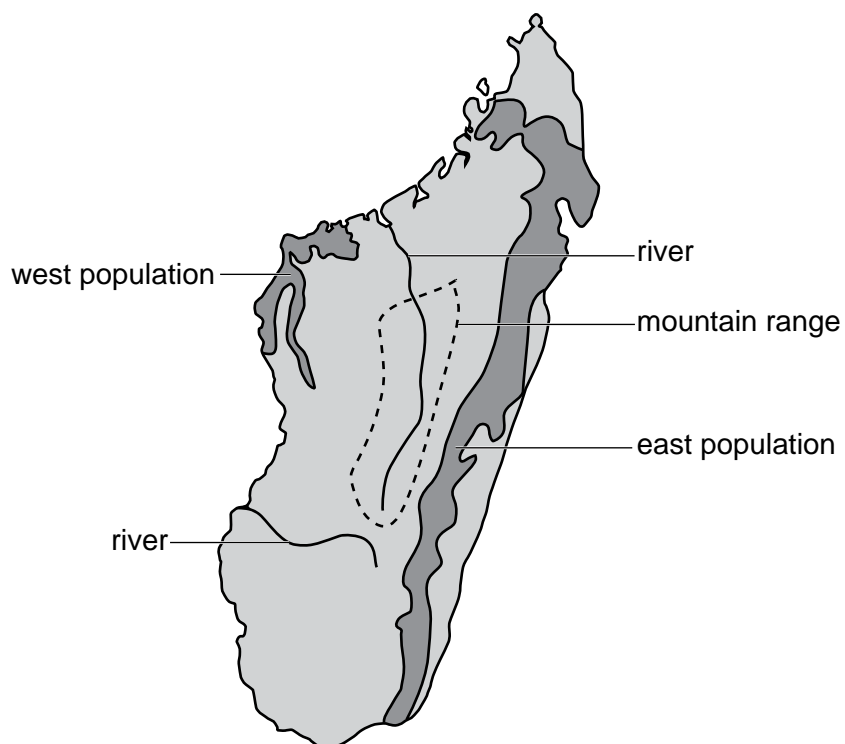 river
west population
mountain range
east population
river